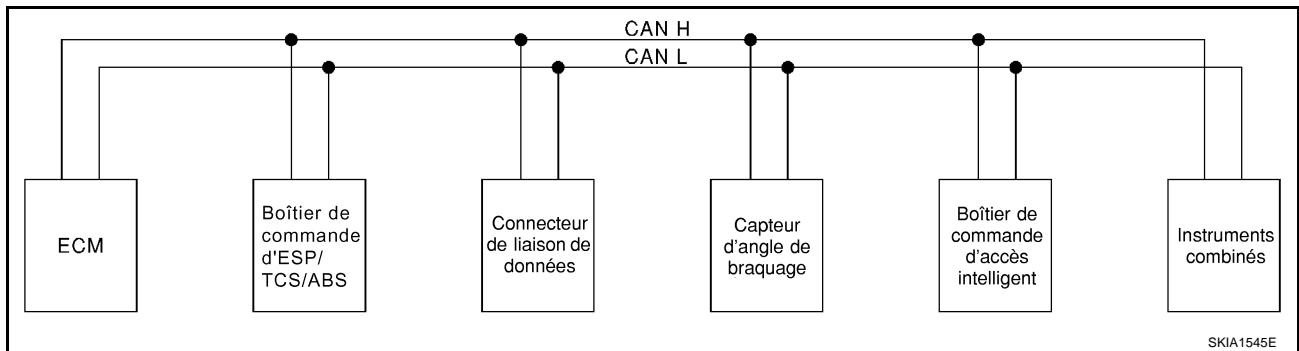 CAN H
CAN L
ECM
Boîtier de
commande
d'ESP/
TCS/ABS
Connecteur
de liaison de
données
Capteur
d'angle de
braquage
Boîtier de
commande
d'accès
intelligent
Instruments
combinés
SKIA1545E